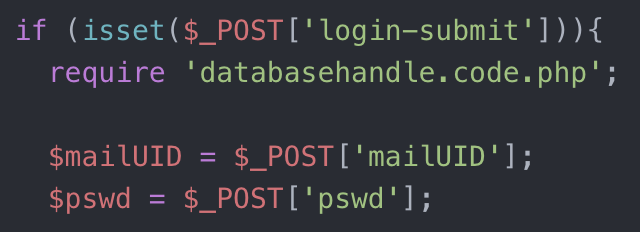 if (isset($_POST['login-submit'])){
require 'databasehandle.code.php';
$mailUID = $_POST['mailUID'];
$pswd = $_POST['pswd'];